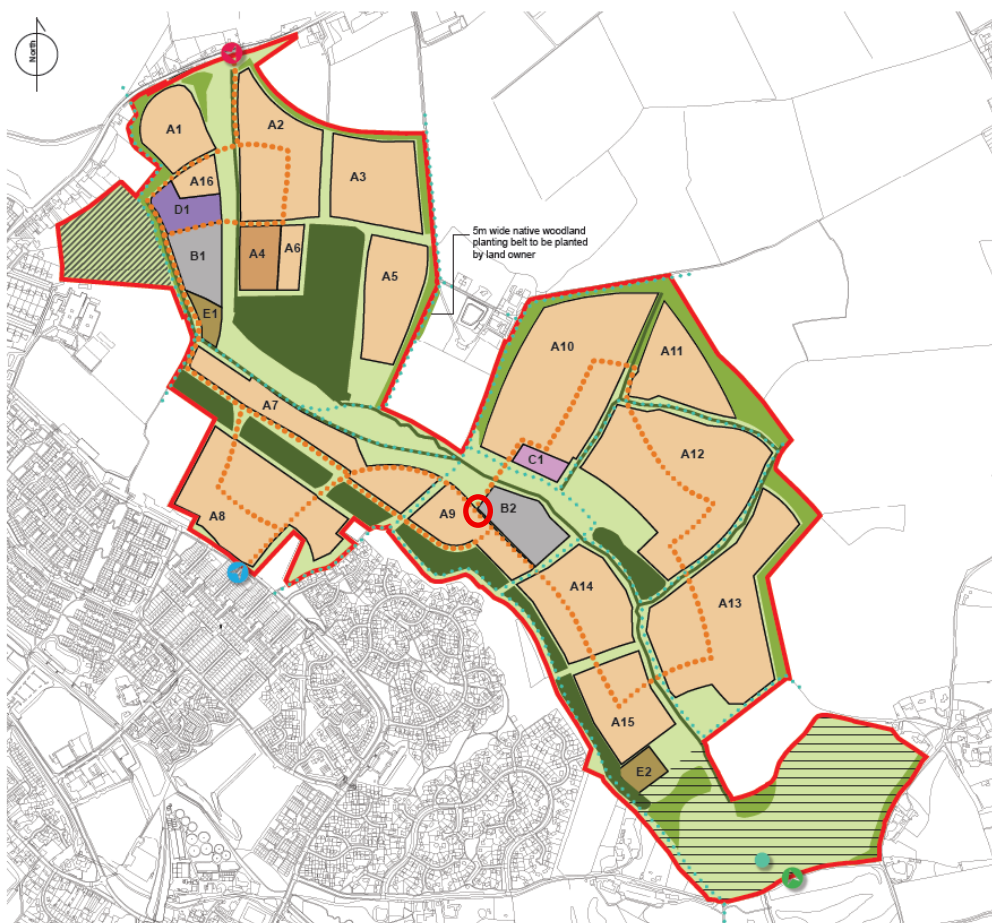 North
A1
A2
A3
A16
D1
B1
A4
A6
A5
E1
5m wide native woodland
planting belt to be planted
by land owner
A10
A11
A7
A12
C1
A8
A9
B2
A14
A13
A15
E2